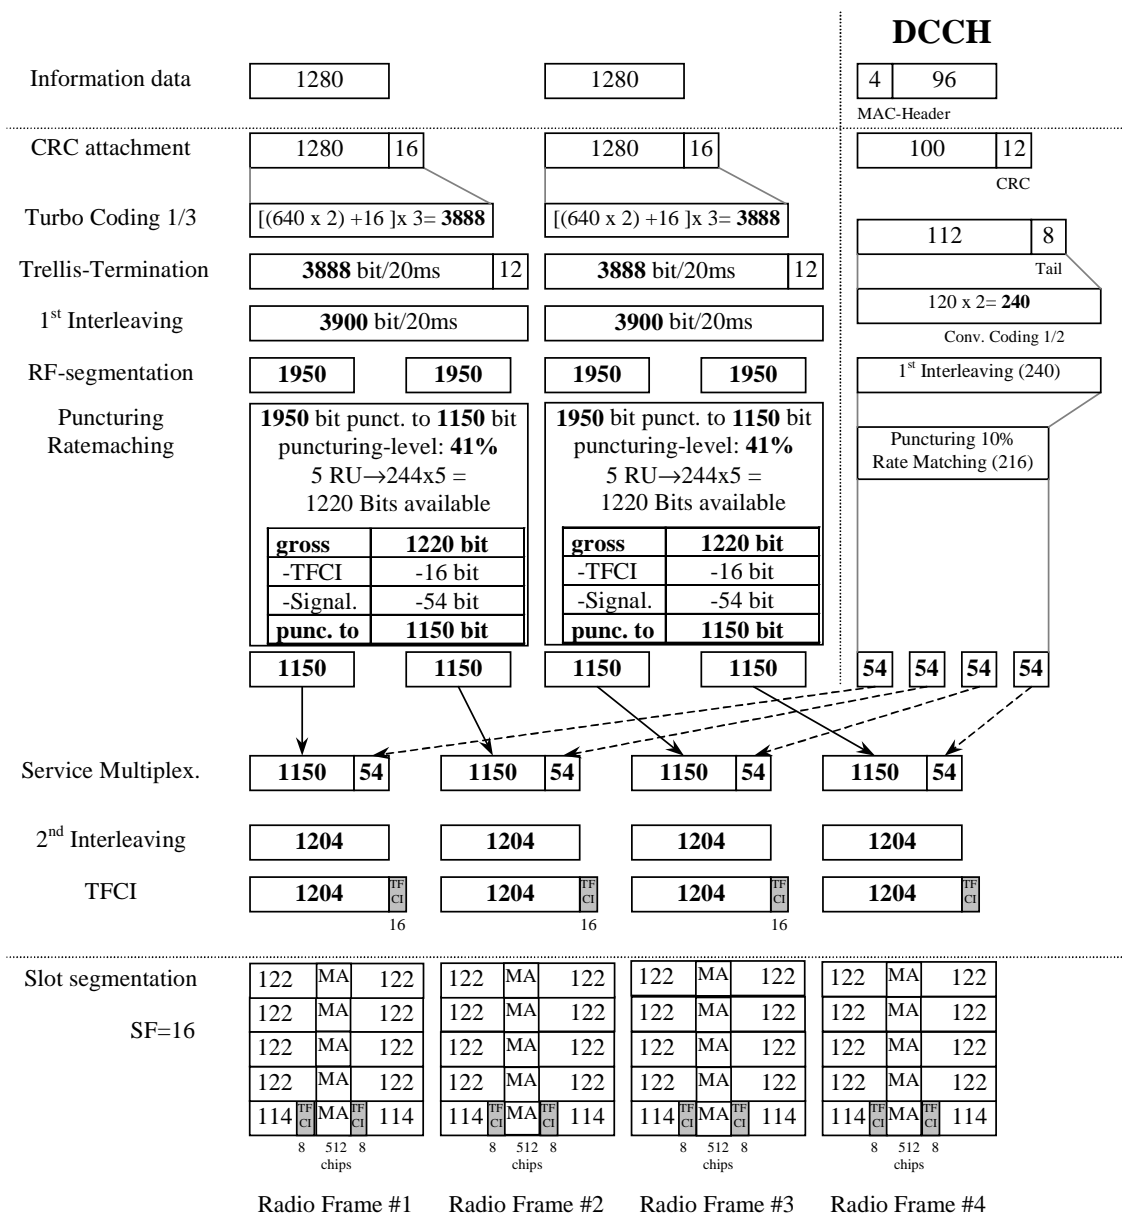 DCCH
Information data 1280 1280 4 96
MAC-Header
CRC attachment 1280 16 1280 16 100 12
CRC
Turbo Coding 1/3 [(640 x 2) +16 ]x 3= 3888 [(640 x 2) +16 ]x 3= 3888
112 8
Trellis-Termination 3888 bit/20ms 12 3888 bit/20ms 12
Tail
120 x 2= 240
1st Interleaving 3900 bit/20ms 3900 bit/20ms
Conv. Coding 1/2
RF-segmentation 1950 1950 1950 1950 1st Interleaving (240)
Puncturing 1950 bit punct. to 1150 bit 1950 bit punct. to 1150 bit
Ratemaching puncturing-level: 41% puncturing-level: 41% Puncturing 10%
5 RU→244x5 = 5 RU→244x5 = Rate Matching (216)
1220 Bits available 1220 Bits available
gross 1220 bit gross 1220 bit
-TFCI -16 bit -TFCI -16 bit
-Signal. -54 bit -Signal. -54 bit
punc. to 1150 bit punc. to 1150 bit
1150 1150 1150 1150 54 54 54 54
Service Multiplex. 1150 54 1150 54 1150 54 1150 54
2nd Interleaving 1204 1204 1204 1204
TFCI 1204 TF CI 1204 TF CI 1204 TF CI 1204 TF CI
16 16 16
Slot segmentation 122 MA 122 122 MA 122 122 MA 122 122 MA 122
SF=16 122 MA 122 122 MA 122 122 MA 122 122 MA 122
122 MA 122 122 MA 122 122 MA 122 122 MA 122
122 MA 122 122 MA 122 122 MA 122 122 MA 122
114 TF CI MA TF CI 114 114 TF CI MA TF CI 114 114 TF CI MA TF CI 114 114 TF CI MA TF CI 114
8 512 8 8 512 8 8 512 8 8 512 8
chips chips chips chips
Radio Frame #1 Radio Frame #2 Radio Frame #3 Radio Frame #4